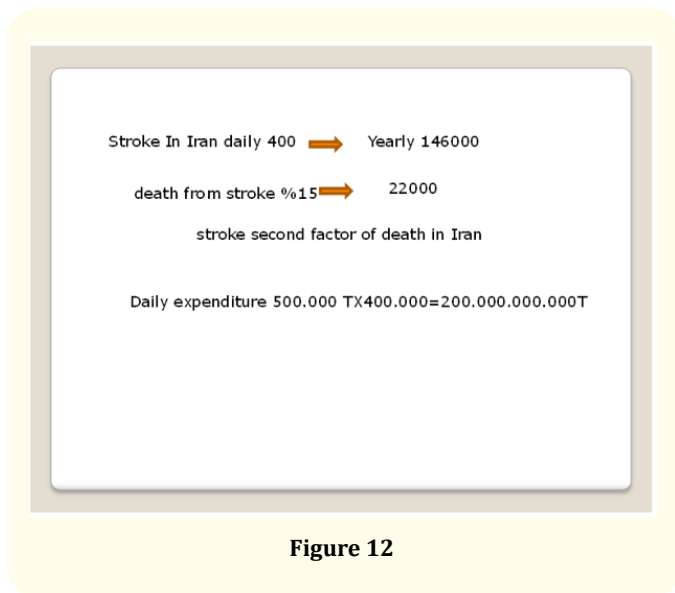 Stroke In Iran daily 400 Yearly 146000
death from stroke %15 22000
stroke second factor of death in Iran
Daily expenditure 500.000 TX400.000=200.000.000.000T
Figure 12